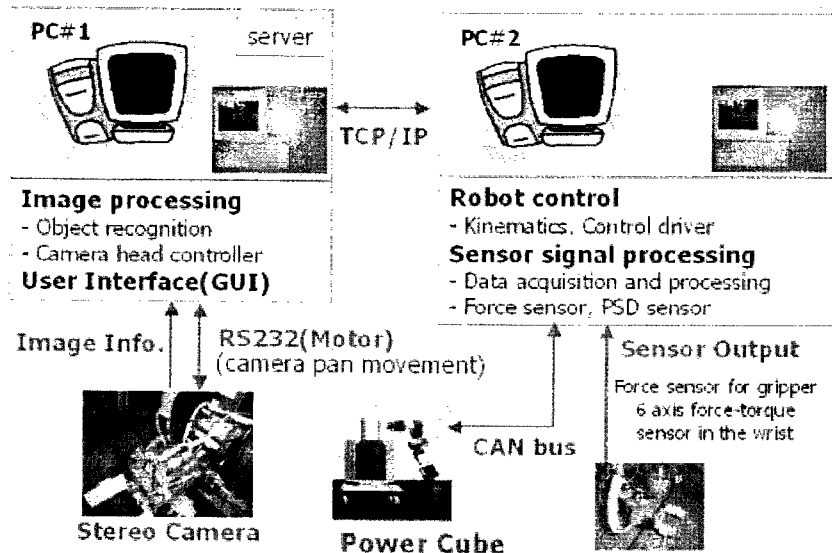 PC#1
server
TCP/IP
PC#2
Image processing
- Object recognition
- Camera head controller
User Interface(GUI)
Robot control
- Kinematics, Control driver
Sensor signal processing
- Data acquisition and processing
- Force sensor, PSD sensor
Image Info.
RS232(Motor)
(camera pan movement)
Sensor Output
Force sensor for gripper
6 axis force-torque
sensor in the wrist
CAN bus
Stereo Camera
Power Cube